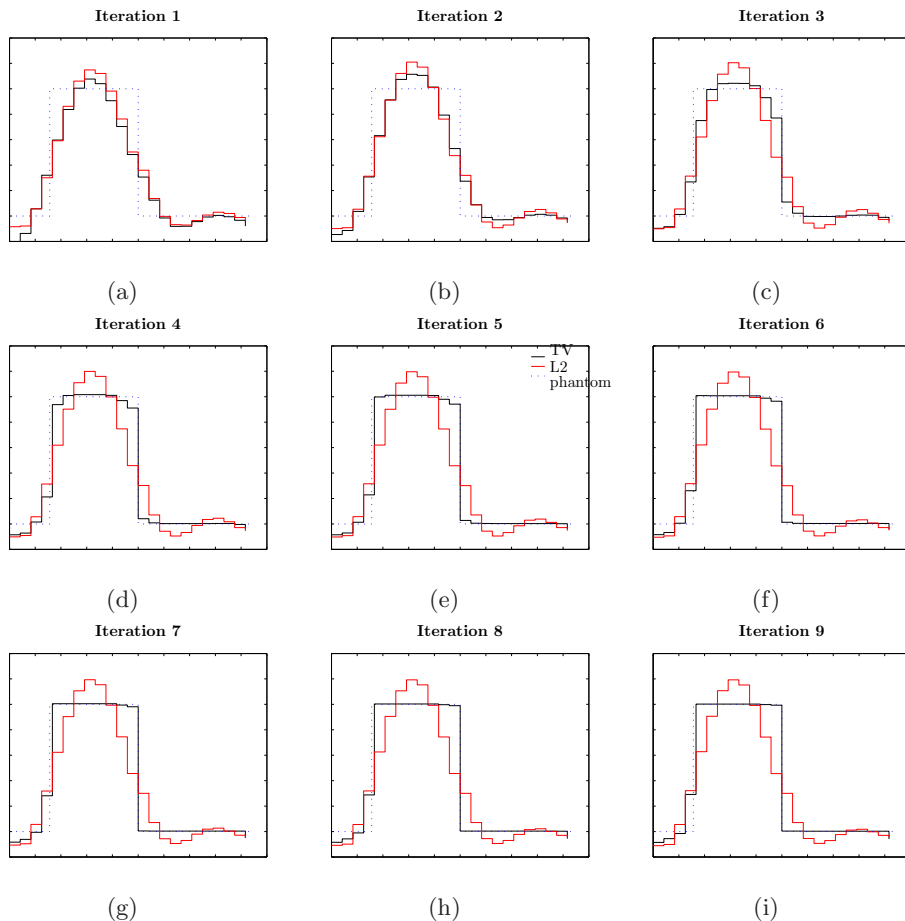 Iteration 1
Iteration 2
Iteration 3
(a)
(b)
(c)
Iteration 4
Iteration 5
Iteration 6
TV
L2
phantom
(d)
(e)
(f)
Iteration 7
Iteration 8
Iteration 9
(g)
(h)
(i)